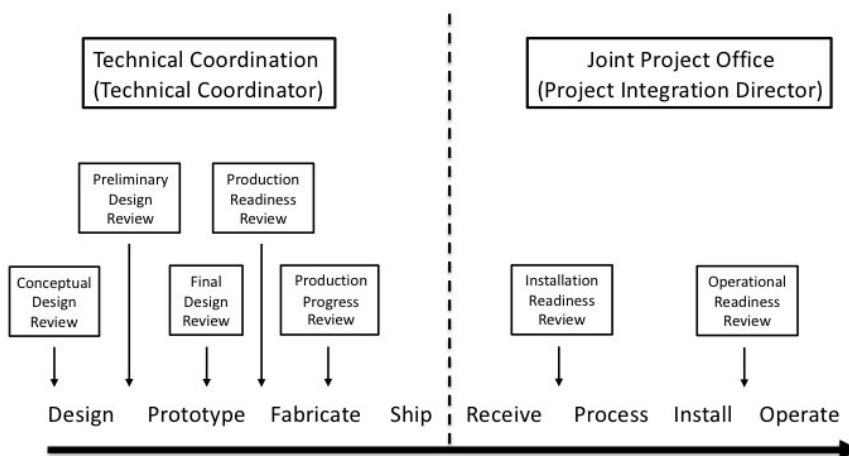 Technical Coordination
(Technical Coordinator)
Joint Project Office
(Project Integration Director)
Preliminary
Design
Review
Production
Readiness
Review
Conceptual
Design
Review
Final
Design
Review
Production
Progress
Review
Installation
Readiness
Review
Operational
Readiness
Review
Design Prototype Fabricate Ship Receive Process Install Operate